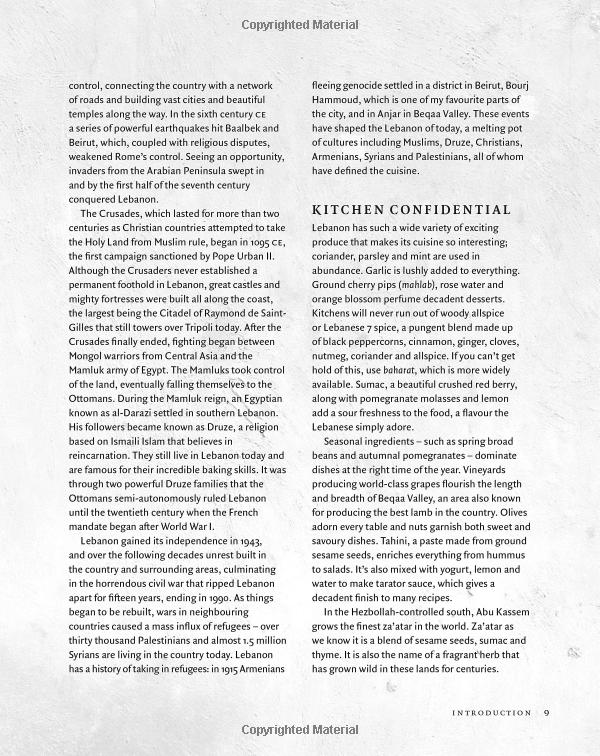 Copyrighted Material
control, connecting the country with a network
of roads and building vast cities and beautiful
temples along the way. In the sixth century CE
a series of powerful earthquakes hit Baalbek and
Beirut, which, coupled with religious disputes,
weakened Rome's control. Seeing an opportunity,
invaders from the Arabian Peninsula swept in
and by the first half of the seventh century
conquered Lebanon.
The Crusades, which lasted for more than two
centuries as Christian countries attempted to take
the Holy Land from Muslim rule, began in 1095 CE,
the first campaign sanctioned by Pope Urban II.
Although the Crusaders never established a
permanent foothold in Lebanon, great castles and
mighty fortresses were built all along the coast,
the largest being the Citadel of Raymond de Saint-
Gilles that still towers over Tripoli today. After the
Crusades finally ended, fighting began between
Mongol warriors from Central Asia and the
Mamluk army of Egypt. The Mamluks took control
of the land, eventually falling themselves to the
Ottomans. During the Mamluk reign, an Egyptian
known as al-Darazi settled in southern Lebanon.
His followers became known as Druze, a religion
based on Ismaili Islam that believes in
reincarnation. They still live in Lebanon today and
are famous for their incredible baking skills. It was
through two powerful Druze families that the
Ottomans semi-autonomously ruled Lebanon
until the twentieth century when the French
mandate began after World War I.
Lebanon gained its independence in 1943,
and over the following decades unrest built in
the country and surrounding areas, culminating
in the horrendous civil war that ripped Lebanon
apart for fifteen years, ending in 1990. As things
began to be rebuilt, wars in neighbouring
countries caused a mass influx of refugees – over
thirty thousand Palestinians and almost 1.5 million
Syrians are living in the country today. Lebanon
has a history of taking in refugees: in 1915 Armenians
fleeing genocide settled in a district in Beirut, Bourj
Hammoud, which is one of my favourite parts of
the city, and in Anjar in Beqaa Valley. These events
have shaped the Lebanon of today, a melting pot
of cultures including Muslims, Druze, Christians,
Armenians, Syrians and Palestinians, all of whom
have defined the cuisine.
KITCHEN CONFIDENTIAL
Lebanon has such a wide variety of exciting
produce that makes its cuisine so interesting;
coriander, parsley and mint are used in
abundance. Garlic is lushly added to everything.
Ground cherry pips (mahlab), rose water and
orange blossom perfume decadent desserts.
Kitchens will never run out of woody allspice
or Lebanese 7 spice, a pungent blend made up
of black peppercorns, cinnamon, ginger, cloves,
nutmeg, coriander and allspice. If you can't get
hold of this, use baharat, which is more widely
available. Sumac, a beautiful crushed red berry,
along with pomegranate molasses and lemon
add a sour freshness to the food, a flavour the
Lebanese simply adore.
Seasonal ingredients – such as spring broad
beans and autumnal pomegranates – dominate
dishes at the right time of the year. Vineyards
producing world-class grapes flourish the length
and breadth of Beqaa Valley, an area also known
for producing the best lamb in the country. Olives
adorn every table and nuts garnish both sweet and
savoury dishes. Tahini, a paste made from ground
sesame seeds, enriches everything from hummus
to salads. It's also mixed with yogurt, lemon and
water to make tarator sauce, which gives a
decadent finish to many recipes.
In the Hezbollah-controlled south, Abu Kassem
grows the finest za'atar in the world. Za'atar as
we know it is a blend of sesame seeds, sumac and
thyme. It is also the name of a fragrant herb that
has grown wild in these lands for centuries.
INTRODUCTION 9
Copyrighted Material